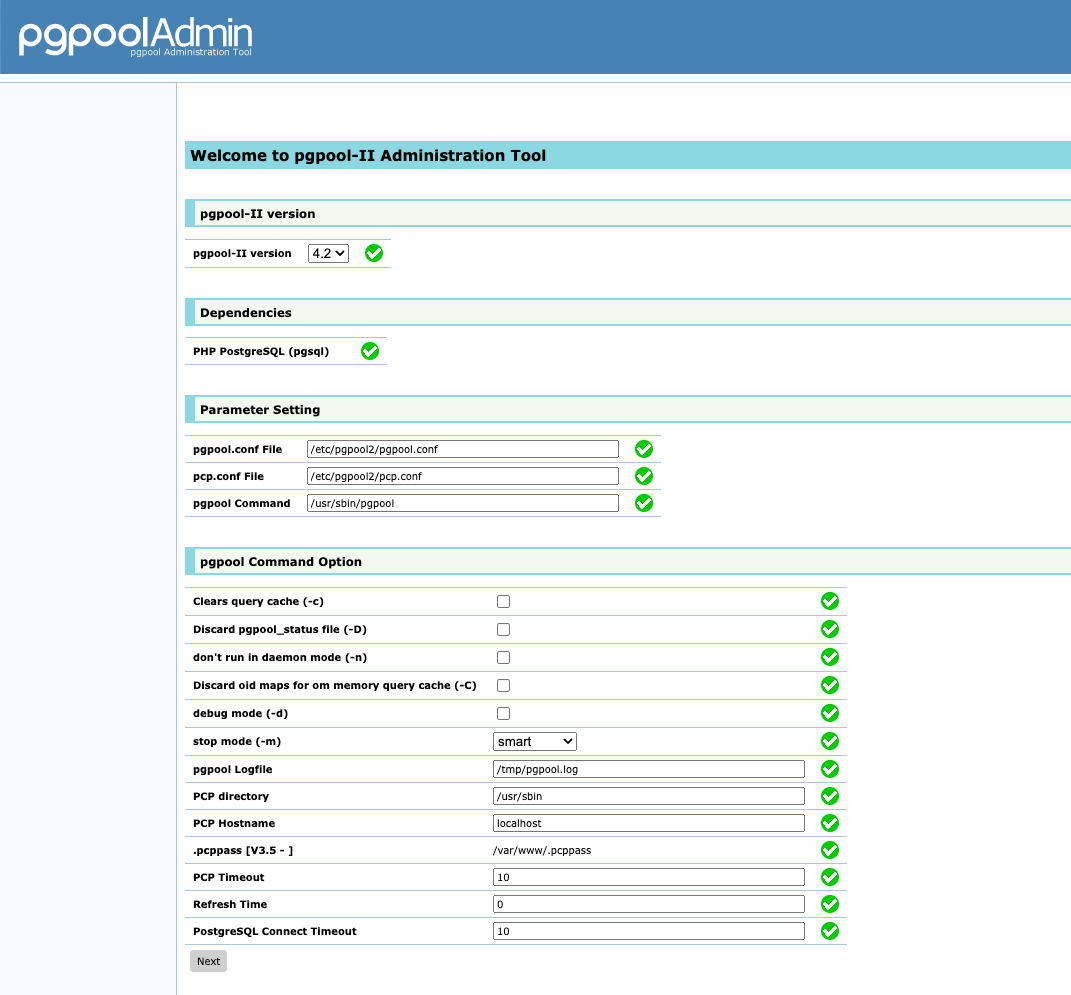 pgpoolAdmin
pgpool Administration Tool
Welcome to pgpool-II Administration Tool
pgpool-II version
pgpool-II version 4.2
Dependencies
PHP PostgreSQL (pgsql)
Parameter Setting
pgpool.conf File /etc/pgpool2/pgpool.conf
pcp.conf File /etc/pgpool2/pcp.conf
pgpool Command /usr/sbin/pgpool
pgpool Command Option
Clears query cache (-c)
Discard pgpool_status file (-D)
don't run in daemon mode (-n)
Discard oid maps for om memory query cache (-C)
debug mode (-d)
stop mode (-m) smart
pgpool Logfile /tmp/pgpool.log
PCP directory /usr/sbin
PCP Hostname localhost
.pcppass [V3.5 - ] /var/www/.pcppass
PCP Timeout 10
Refresh Time 0
PostgreSQL Connect Timeout 10
Next